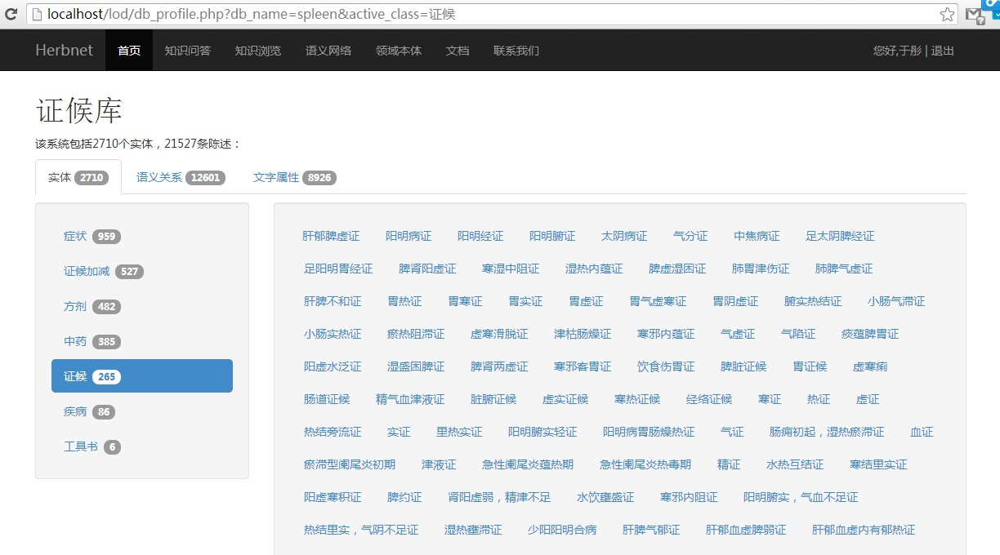 localhost/lod/db_profile.php?db_name=spleen&active_class=证候
Herbnet 首页 知识问答 知识浏览 语义网络 领域本体 文档 联系我们 您好,于彤 | 退出
证候库
该系统包括2710个实体，21527条陈述：
实体 2710 语义关系 12601 文字属性 8926
症状 959
证候加减 527
方剂 482
中药 385
证候 265
疾病 86
工具书 6
肝郁脾虚证 阳明病证 阳明经证 阳明腑证 太阴病证 气分证 中焦病证 足太阴脾经证
足阳明胃经证 脾肾阳虚证 寒湿中阻证 湿热内蕴证 脾虚湿困证 肺胃津伤证 肺脾气虚证
肝脾不和证 胃热证 胃寒证 胃实证 胃虚证 胃气虚寒证 胃阴虚证 腑实热结证 小肠气滞证
小肠实热证 瘀热阻滞证 虚寒滑脱证 津枯肠燥证 寒邪内蕴证 气虚证 气陷证 痰蕴脾胃证
阳虚水泛证 湿盛困脾证 脾肾两虚证 寒邪客胃证 饮食伤胃证 脾脏证候 胃证候 虚寒痢
肠道证候 精气血津液证 脏腑证候 虚实证候 寒热证候 经络证候 寒证 热证 虚证
热结旁流证 实证 里热实证 阳明腑实轻证 阳明病胃肠燥热证 气证 肠痈初起，湿热瘀滞证 血证
瘀滞型阑尾炎初期 津液证 急性阑尾炎蕴热期 急性阑尾炎热毒期 精证 水热互结证 寒结里实证
阳虚寒积证 脾约证 肾阳虚弱，精津不足 水饮壅盛证 寒邪内阻证 阳明腑实，气血不足证
热结里实，气阴不足证 湿热壅滞证 少阳阳明合病 肝脾气郁证 肝郁血虚脾弱证 肝郁血虚内有郁热证